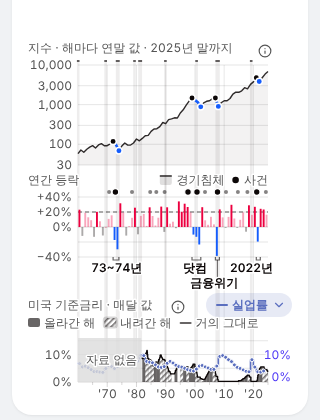 지수 · 해마다 연말 값 · 2025년 말까지
10,000
3,000
1,000
300
100
30
연간 등락
경기침체
사건
+40%
+20%
0%
−40%
73~74년
닷컴
2022년
금융위기
미국 기준금리 · 매달 값
실업률
올라간 해
내려간 해
거의 그대로
10%
자료 없음
10%
0%
0%
'70 '80 '90 '00 '10 '20